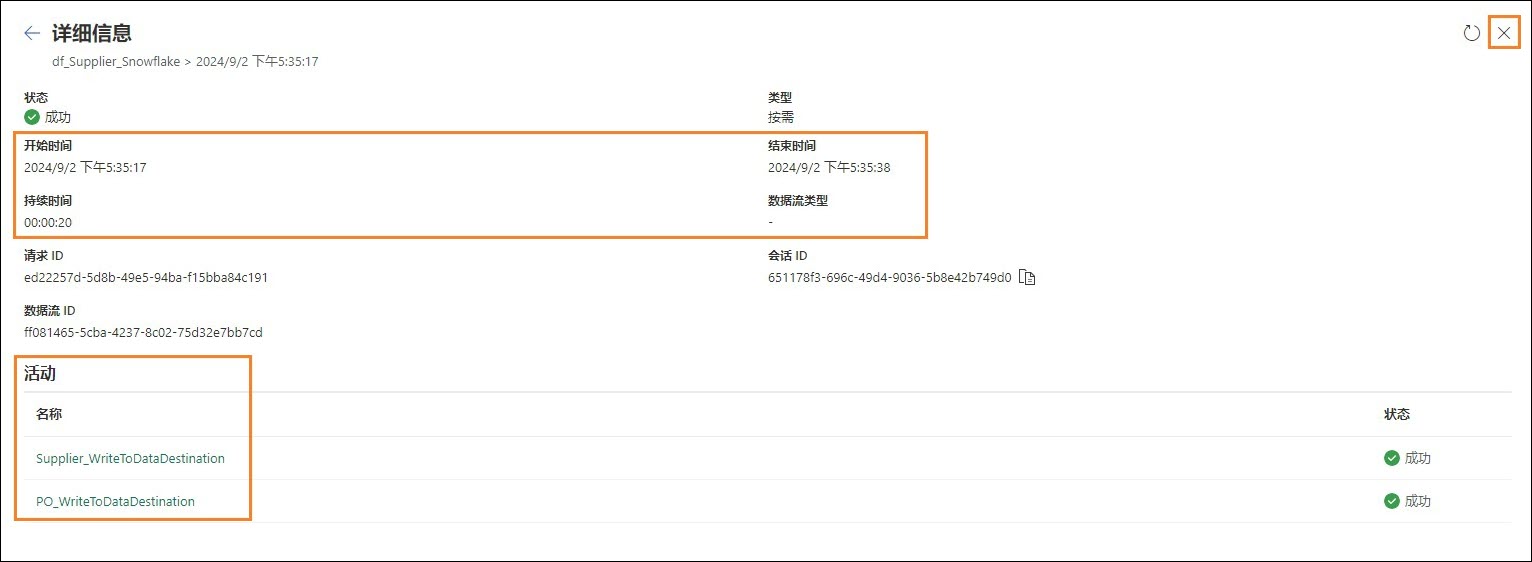 详细信息
df_Supplier_Snowflake > 2024/9/2 下午5:35:17
状态
成功
类型
按需
开始时间
2024/9/2 下午5:35:17
结束时间
2024/9/2 下午5:35:38
持续时间
00:00:20
数据流类型
-
请求 ID
ed22257d-5d8b-49e5-94ba-f15bba84c191
会话 ID
651178f3-696c-49d4-9036-5b8e42b749d0
数据流 ID
ff081465-5cba-4237-8c02-75d32e7bb7cd
活动
名称 状态
Supplier_WriteToDataDestination 成功
PO_WriteToDataDestination 成功